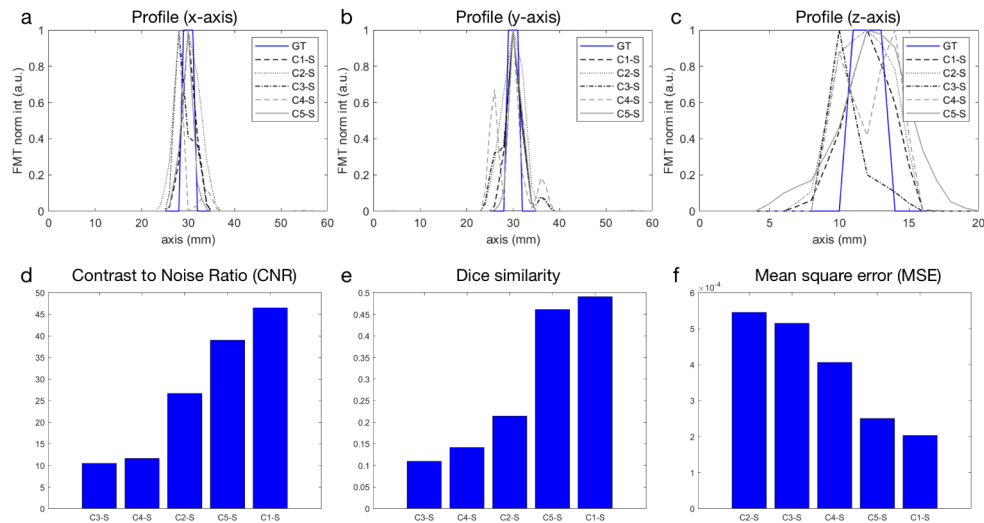 a Profile (x-axis)
FMT norm int (a.u.)
1
0.8
0.6
0.4
0.2
0
0 10 20 30 40 50 60
axis (mm)
GT
C1-S
C2-S
C3-S
C4-S
C5-S
b Profile (y-axis)
FMT norm int (a.u.)
1
0.8
0.6
0.4
0.2
0
0 10 20 30 40 50 60
axis (mm)
GT
C1-S
C2-S
C3-S
C4-S
C5-S
c Profile (z-axis)
FMT norm int (a.u.)
1
0.8
0.6
0.4
0.2
0
0 5 10 15 20
axis (mm)
GT
C1-S
C2-S
C3-S
C4-S
C5-S
d Contrast to Noise Ratio (CNR)
50
45
40
35
30
25
20
15
10
5
0
C3-S C4-S C2-S C5-S C1-S
e Dice similarity
0.5
0.45
0.4
0.35
0.3
0.25
0.2
0.15
0.1
0.05
0
C3-S C4-S C2-S C5-S C1-S
f Mean square error (MSE)
×10⁻⁴
6
5
4
3
2
1
0
C2-S C3-S C4-S C5-S C1-S